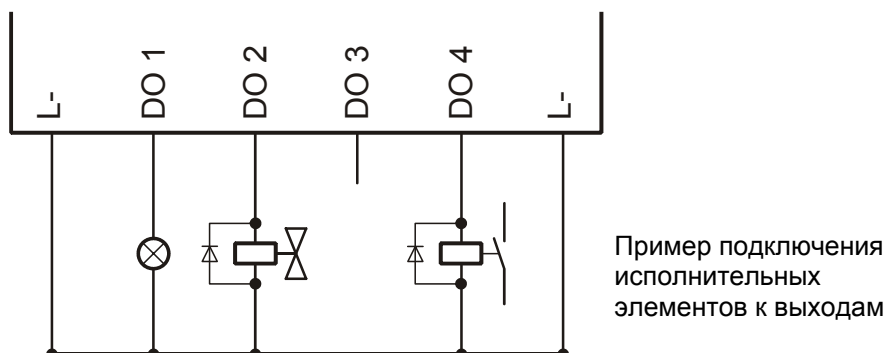 L-
DO 1
DO 2
DO 3
DO 4
L-
Пример подключения
исполнительных
элементов к выходам